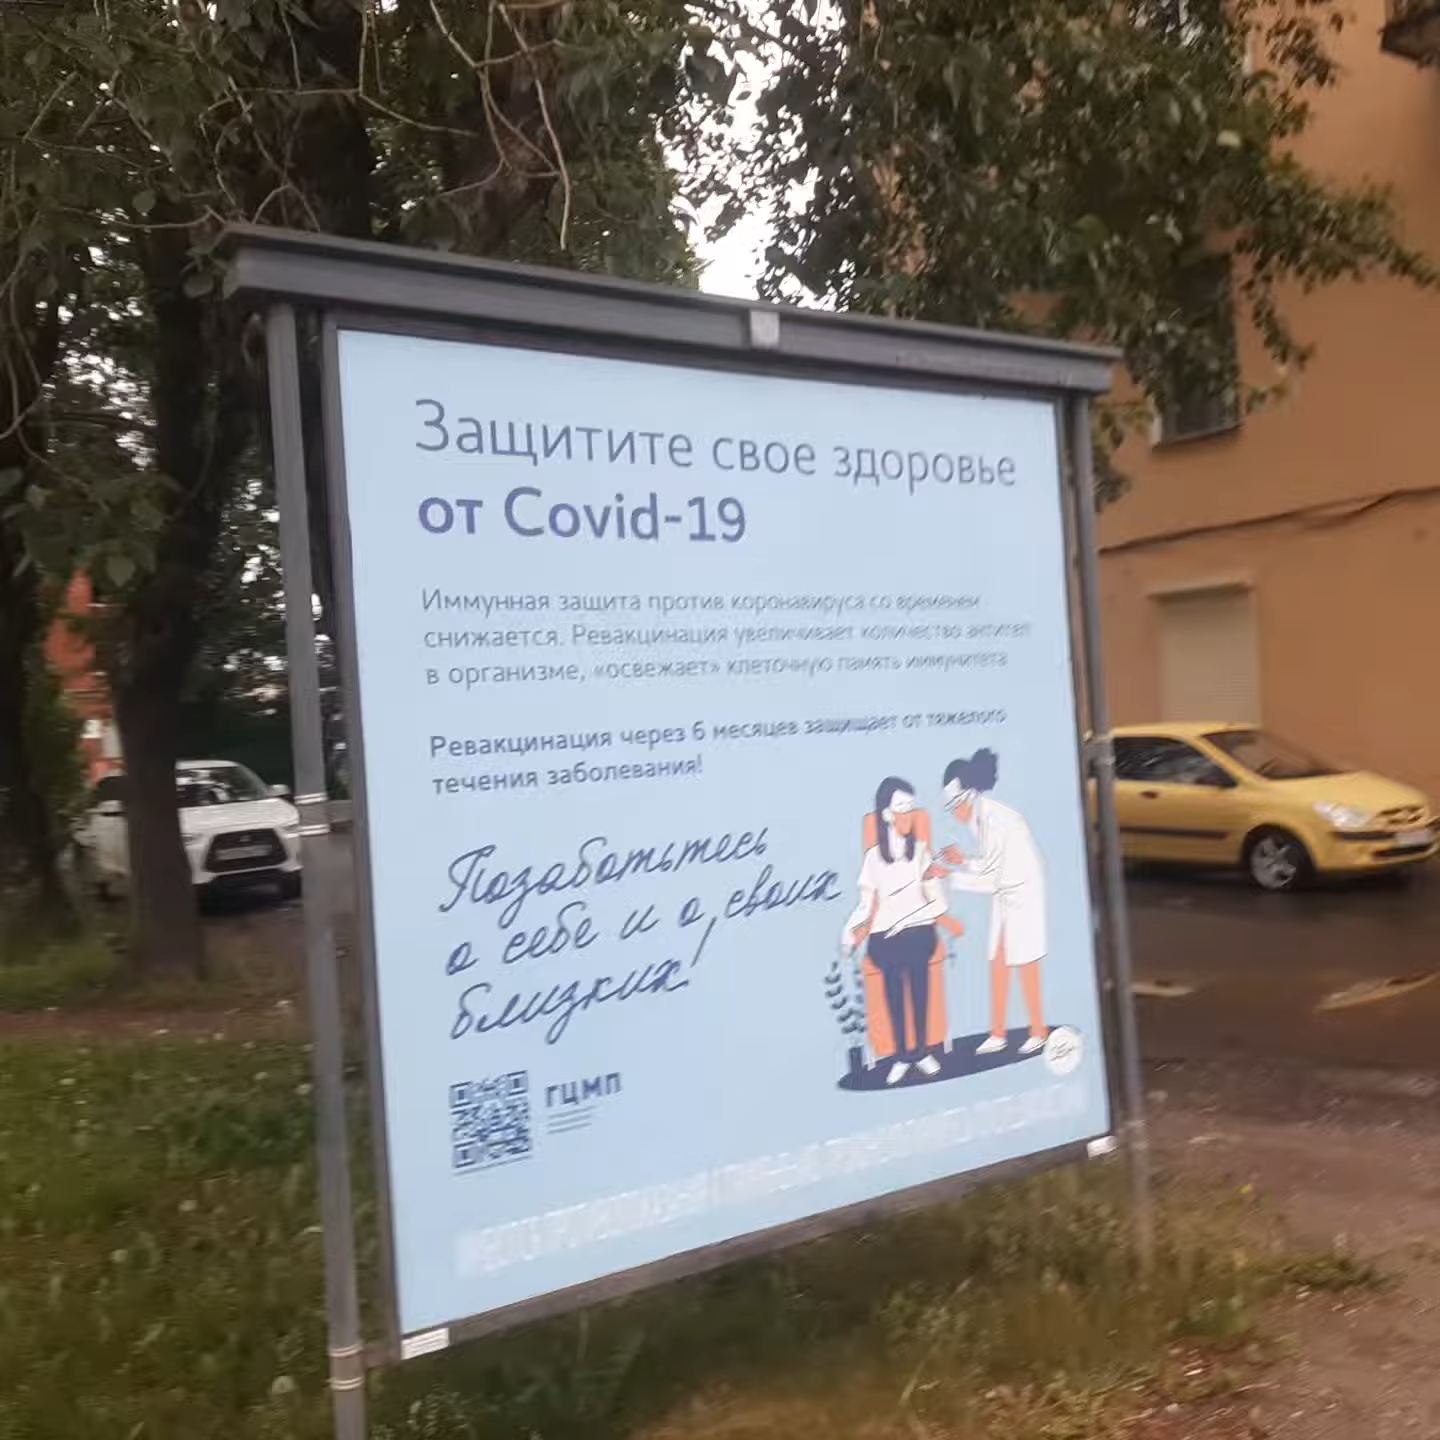 Защитите свое здоровье
от Covid-19
Иммунная защита против коронавируса со временем
снижается. Ревакцинация увеличивает количество антител
в организме, «освежает» клеточную память иммунитета
Ревакцинация через 6 месяцев защищает от тяжелого
течения заболевания!
Позаботьтесь
о себе и о своих
близких!
ГЦМП